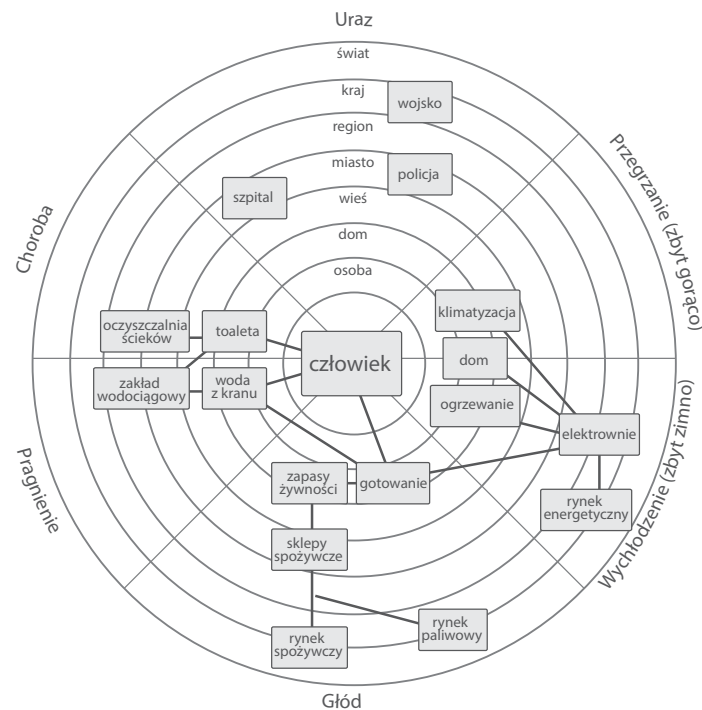 Uraz
świat
kraj
wojsko
region
Przegrzanie (zbyt gorąco)
miasto
policja
szpital
wieś
Choroba
dom
osoba
klimatyzacja
oczyszczalnia
ścieków
toaleta
człowiek
dom
zakład
wodociągowy
woda
z kranu
ogrzewanie
elektrownie
Wychłodzenie (zbyt zimno)
Pragnienie
zapasy
żywności
gotowanie
rynek
energetyczny
sklepy
spożywcze
rynek
paliwowy
rynek
spożywczy
Głód